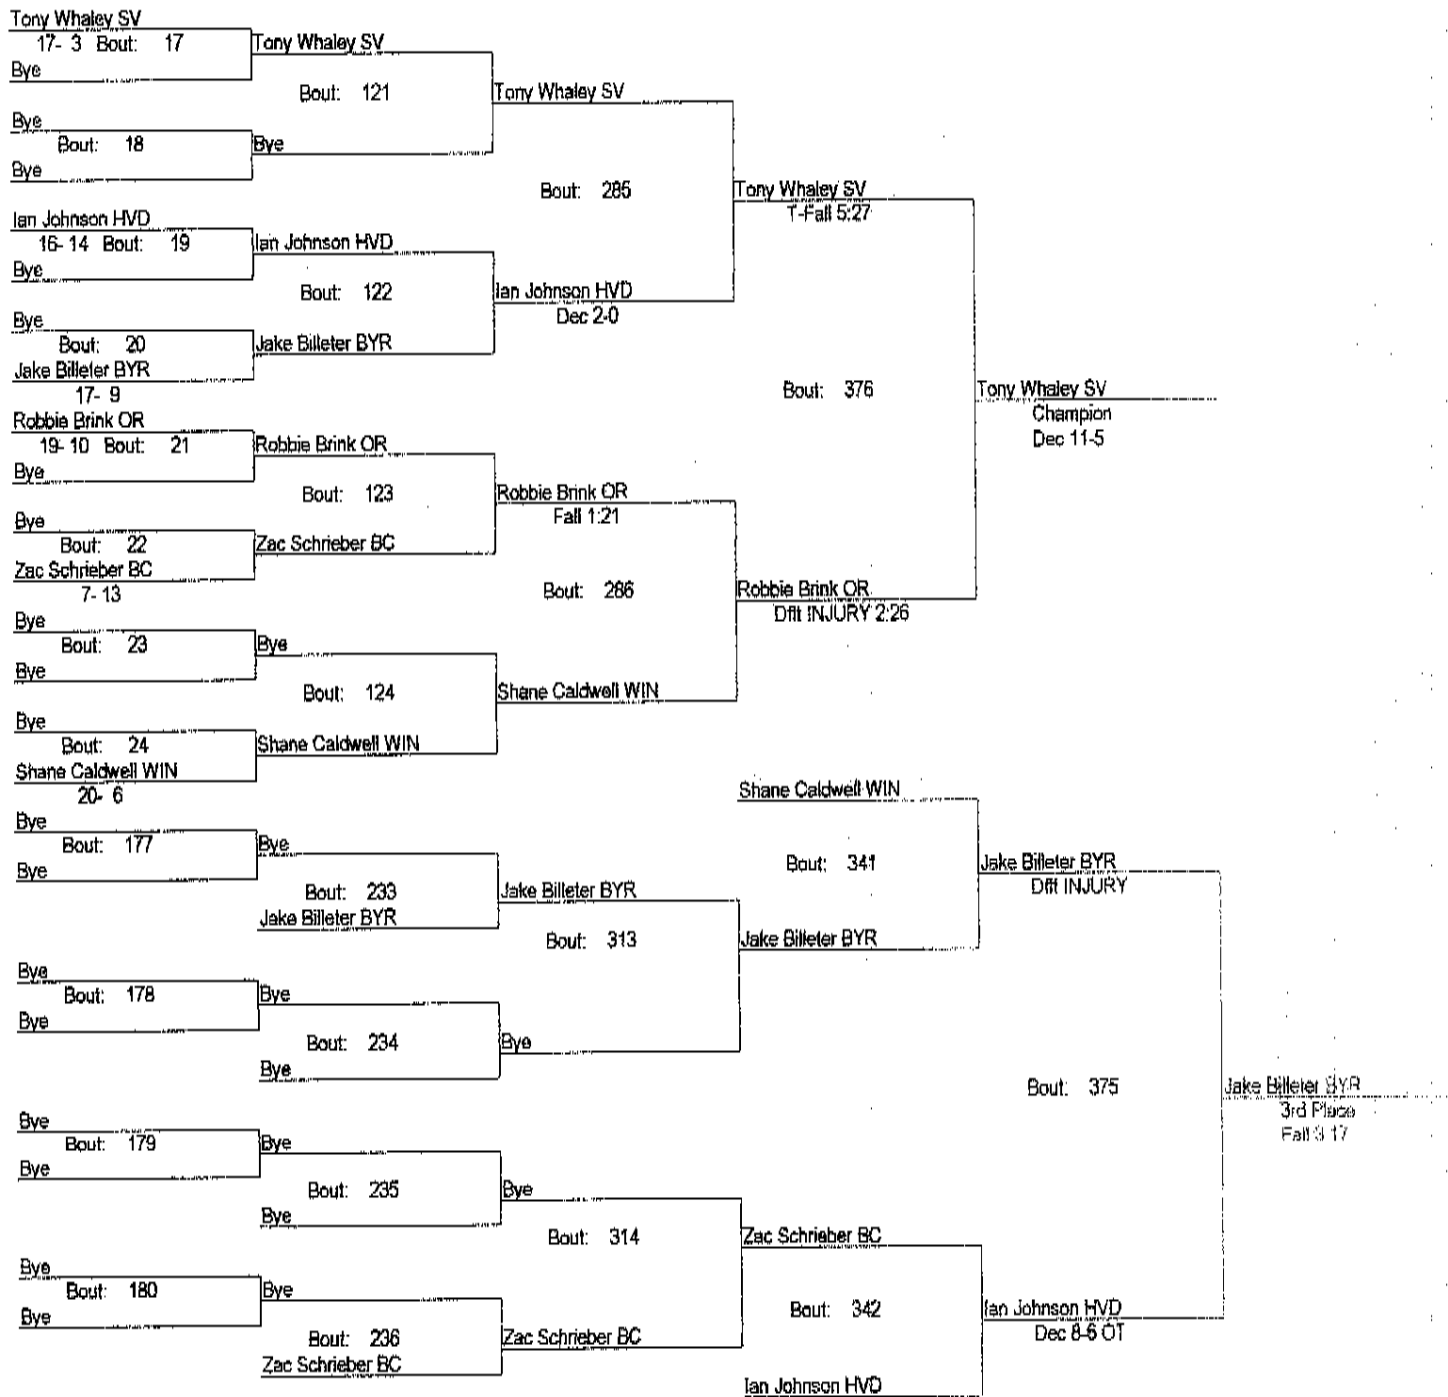 Tony Whaley SV
17- 3 Bout: 17
Bye
Tony Whaley SV
Bout: 121
Bye
Bout: 18
Bye
Bye
Tony Whaley SV
Bout: 285
Ian Johnson HVD
16- 14 Bout: 19
Bye
Ian Johnson HVD
Bout: 122
Bye
Bout: 20
Jake Billeter BYR
17- 9
Jake Billeter BYR
Ian Johnson HVD
Dec 2-0
Tony Whaley SV
T-Fall 5:27
Bout: 376
Robbie Brink OR
19- 10 Bout: 21
Bye
Robbie Brink OR
Bout: 123
Bye
Bout: 22
Zac Schrieber BC
7- 13
Zac Schrieber BC
Robbie Brink OR
Fall 1:21
Bout: 286
Bye
Bout: 23
Bye
Bye
Bout: 124
Bye
Bout: 24
Shane Caldwell WIN
20- 6
Shane Caldwell WIN
Shane Caldwell WIN
Robbie Brink OR
Dflt INJURY 2:26
Tony Whaley SV
Champion
Dec 11-5
Bye
Bout: 177
Bye
Bye
Bout: 233
Jake Billeter BYR
Jake Billeter BYR
Bout: 313
Bye
Bout: 178
Bye
Bye
Bout: 234
Bye
Bye
Shane Caldwell WIN
Bout: 341
Jake Billeter BYR
Jake Billeter BYR
Dflt INJURY
Bout: 375
Bye
Bout: 179
Bye
Bye
Bout: 235
Bye
Bye
Bout: 314
Bye
Bout: 180
Bye
Bye
Bout: 236
Zac Schrieber BC
Zac Schrieber BC
Zac Schrieber BC
Bout: 342
Ian Johnson HVD
Ian Johnson HVD
Dec 8-6 OT
Jake Billeter BYR
3rd Place
Fall 3:17